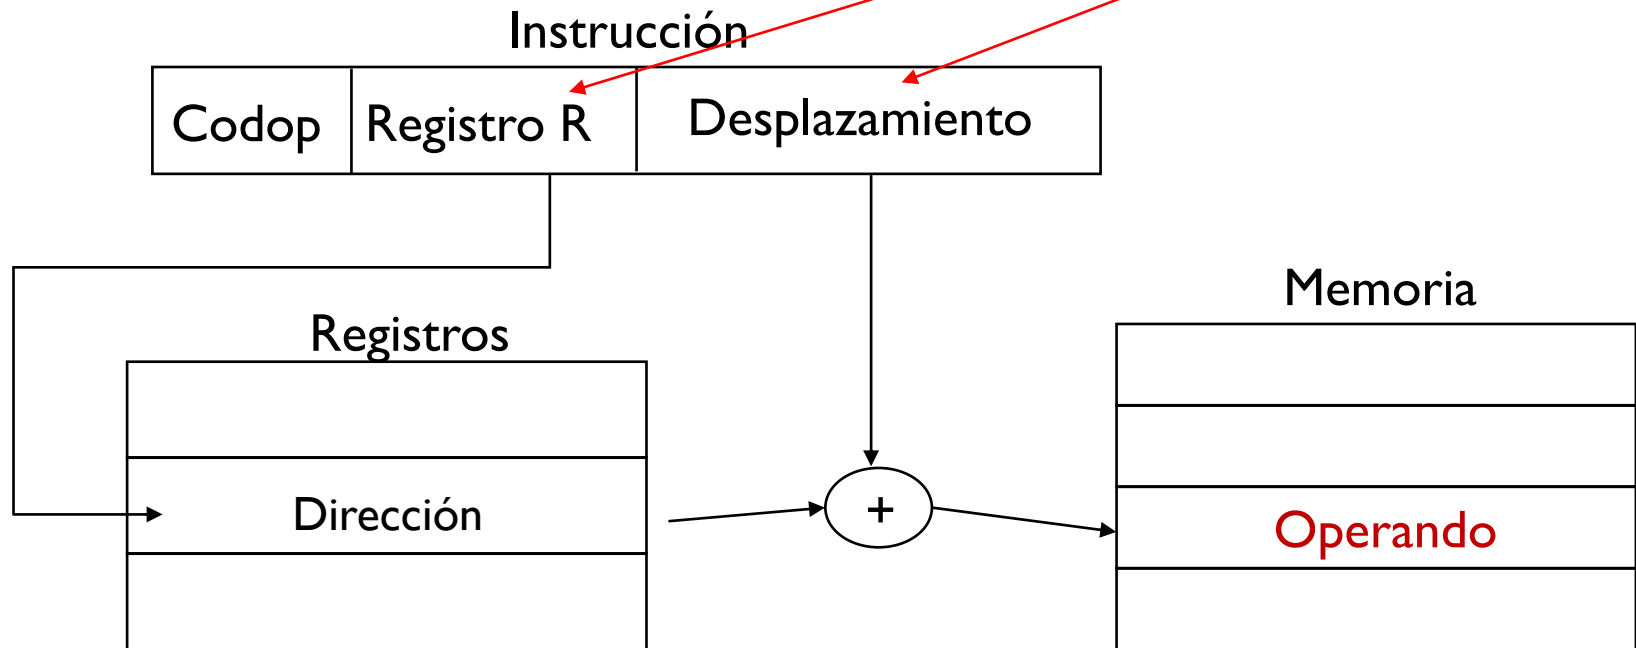 Instrucción
Codop Registro R Desplazamiento
Memoria
Registros
Dirección + Operando